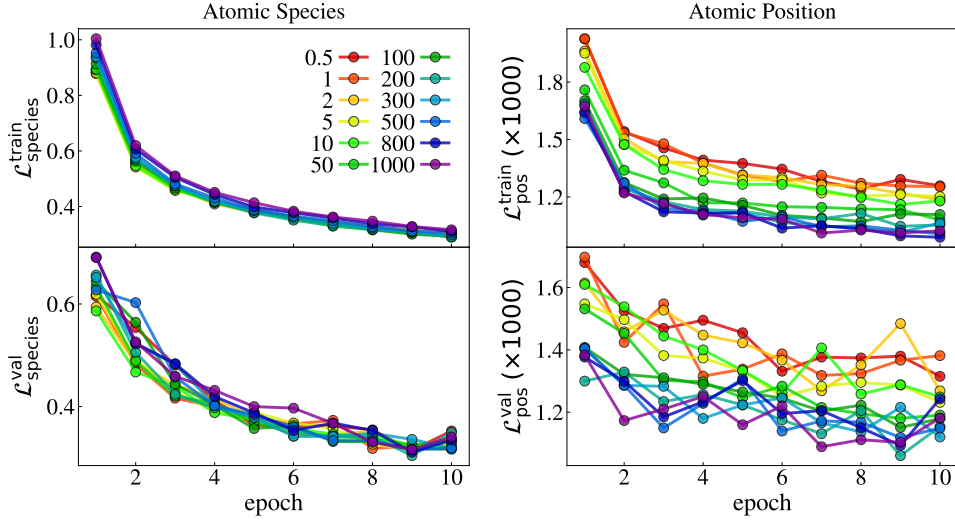 Atomic Species
Atomic Position
1.0
0.8
0.6
0.4
ℒ^train_species
0.5 100
1 200
2 300
5 500
10 800
50 1000
1.8
1.5
1.2
ℒ^train_pos (×1000)
0.6
0.4
ℒ^val_species
2 4 6 8 10
epoch
1.6
1.4
1.2
ℒ^val_pos (×1000)
2 4 6 8 10
epoch